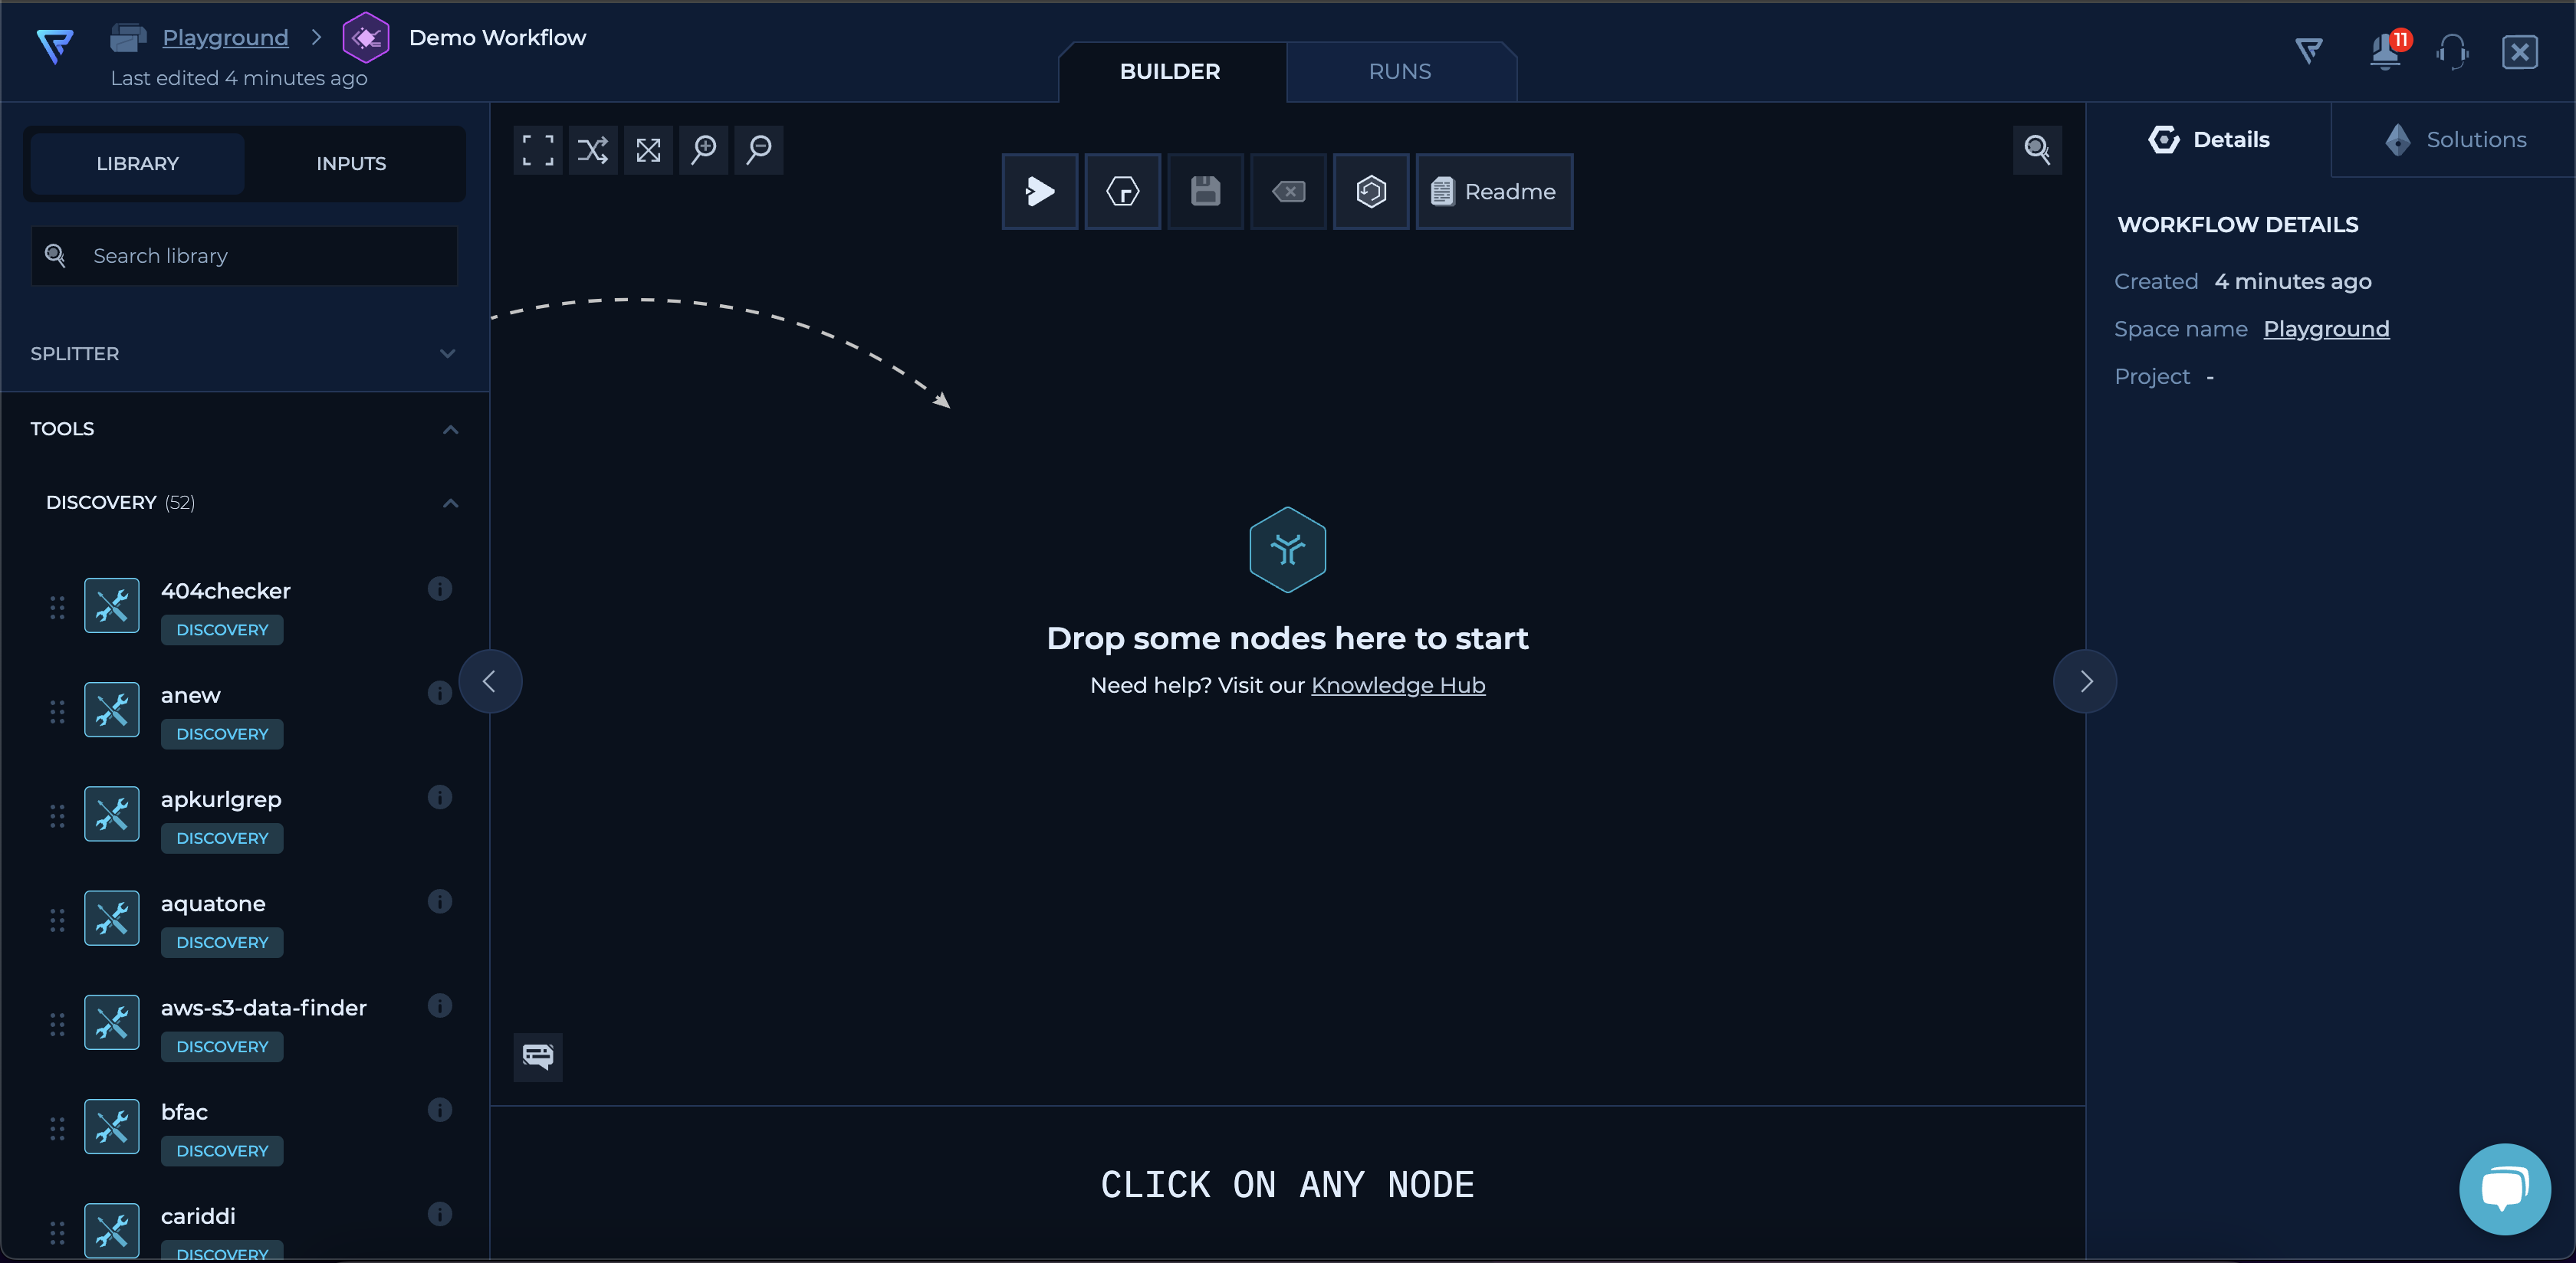 Playground
Demo Workflow
Last edited 4 minutes ago
BUILDER
RUNS
11
LIBRARY
INPUTS
Search library
SPLITTER
TOOLS
DISCOVERY (52)
404checker
DISCOVERY
anew
DISCOVERY
apkurlgrep
DISCOVERY
aquatone
DISCOVERY
aws-s3-data-finder
DISCOVERY
bfac
DISCOVERY
cariddi
DISCOVERY
Readme
Drop some nodes here to start
Need help? Visit our Knowledge Hub
CLICK ON ANY NODE
Details
Solutions
WORKFLOW DETAILS
Created 4 minutes ago
Space name Playground
Project -